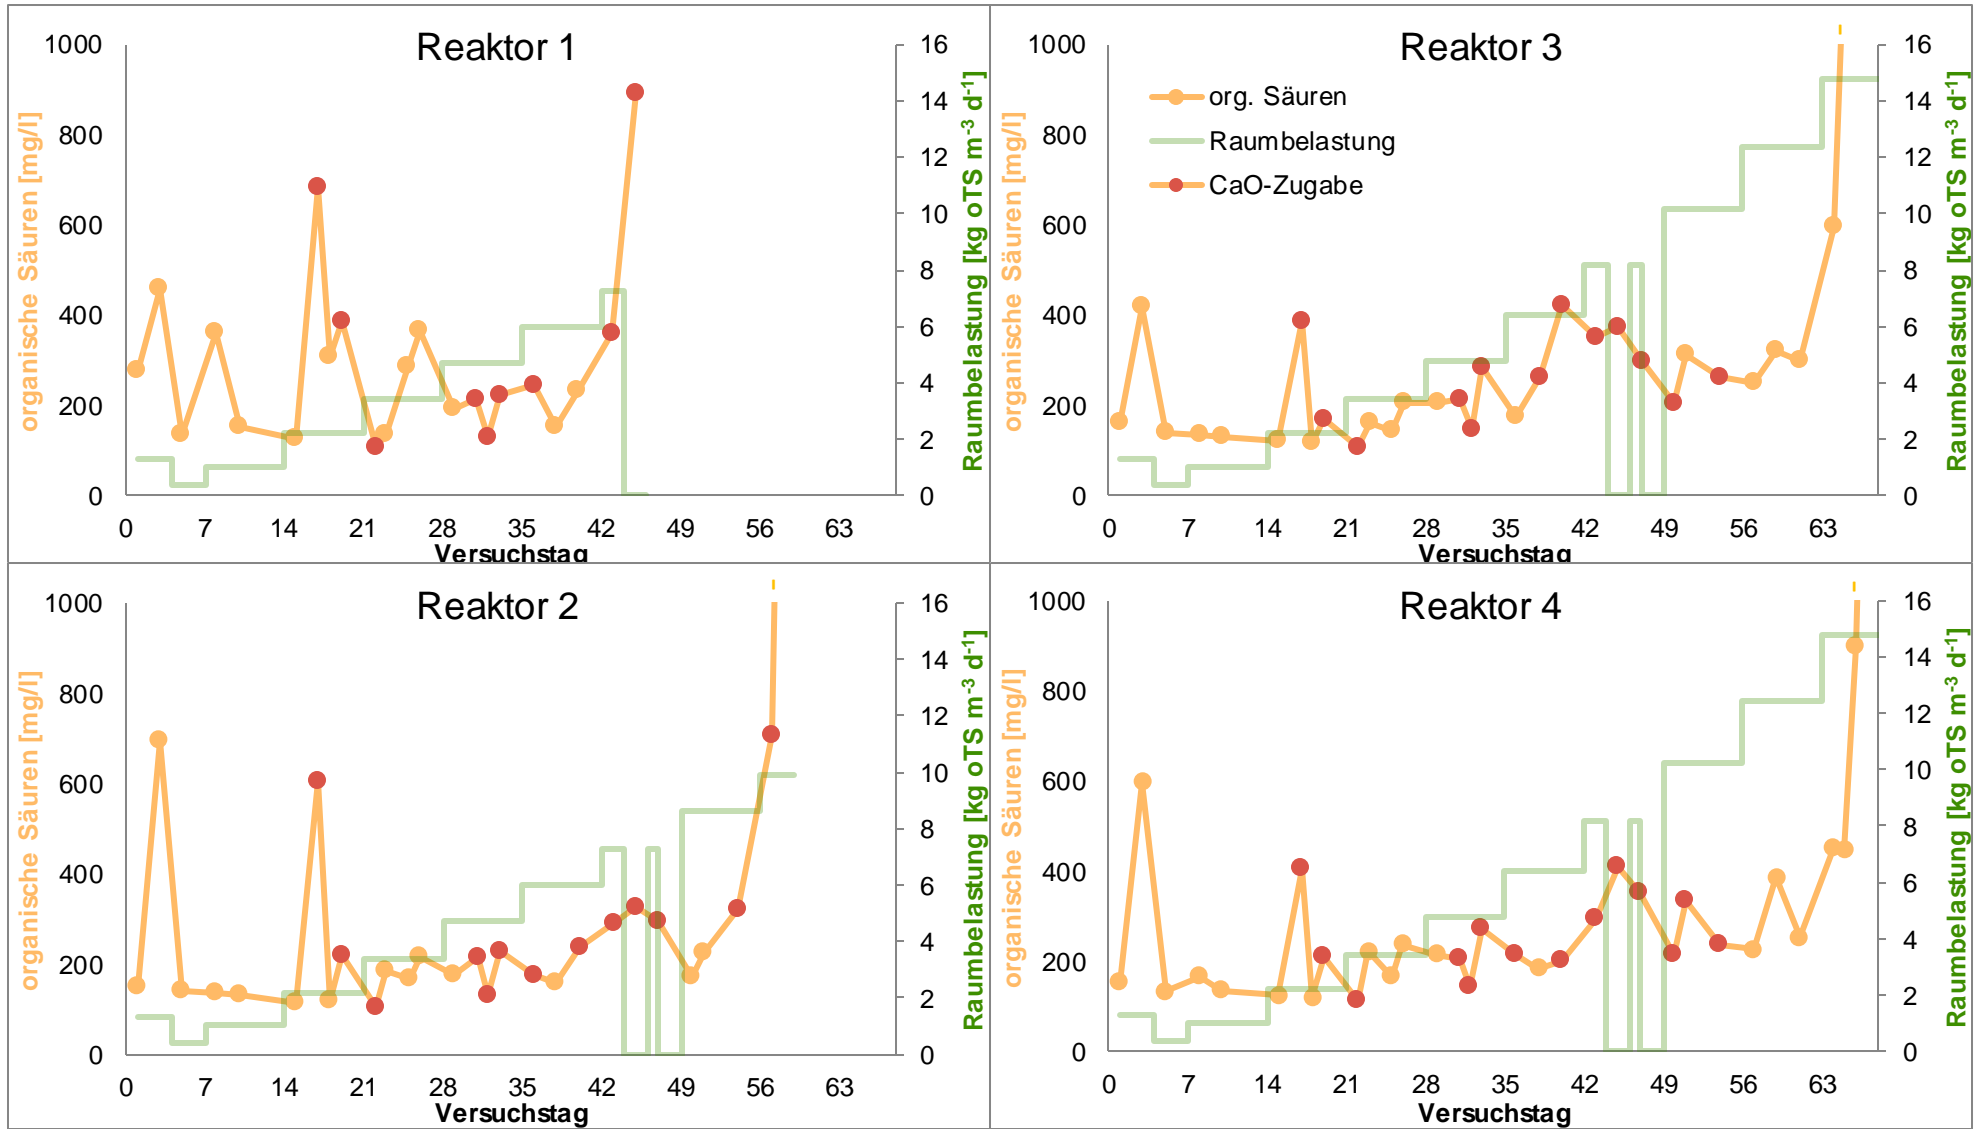 Reaktor 1
organische Säuren [mg/l]
1000
800
600
400
200
0
16
14
12
10
8
6
4
2
0
Raumbelastung [kg oTS m-3 d-1]
0 7 14 21 28 35 42 49 56 63
Versuchstag
Reaktor 3
organische Säuren [mg/l]
1000
800
600
400
200
0
org. Säuren
Raumbelastung
CaO-Zugabe
16
14
12
10
8
6
4
2
0
Raumbelastung [kg oTS m-3 d-1]
0 7 14 21 28 35 42 49 56 63
Versuchstag
Reaktor 2
organische Säuren [mg/l]
1000
800
600
400
200
0
16
14
12
10
8
6
4
2
0
Raumbelastung [kg oTS m-3 d-1]
0 7 14 21 28 35 42 49 56 63
Versuchstag
Reaktor 4
organische Säuren [mg/l]
1000
800
600
400
200
0
16
14
12
10
8
6
4
2
0
Raumbelastung [kg oTS m-3 d-1]
0 7 14 21 28 35 42 49 56 63
Versuchstag